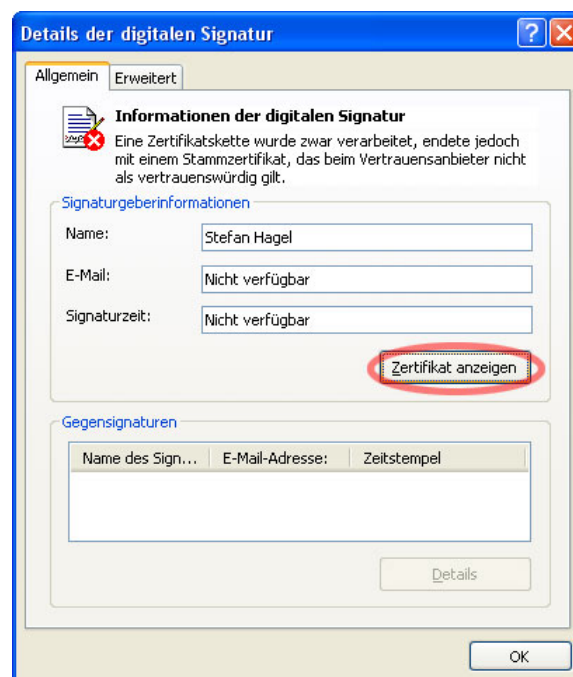 Details der digitalen Signatur
Allgemein Erweitert
Informationen der digitalen Signatur
Eine Zertifikatskette wurde zwar verarbeitet, endete jedoch
mit einem Stammzertifikat, das beim Vertrauensanbieter nicht
als vertrauenswürdig gilt.
Signaturgeberinformationen
Name: Stefan Hagel
E-Mail: Nicht verfügbar
Signaturzeit: Nicht verfügbar
Zertifikat anzeigen
Gegensignaturen
Name des Sign... E-Mail-Adresse: Zeitstempel
Details
OK